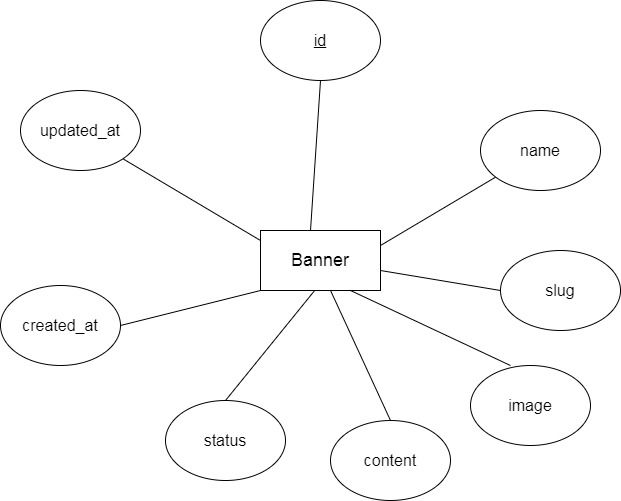 id
updated_at
name
Banner
slug
created_at
image
status
content